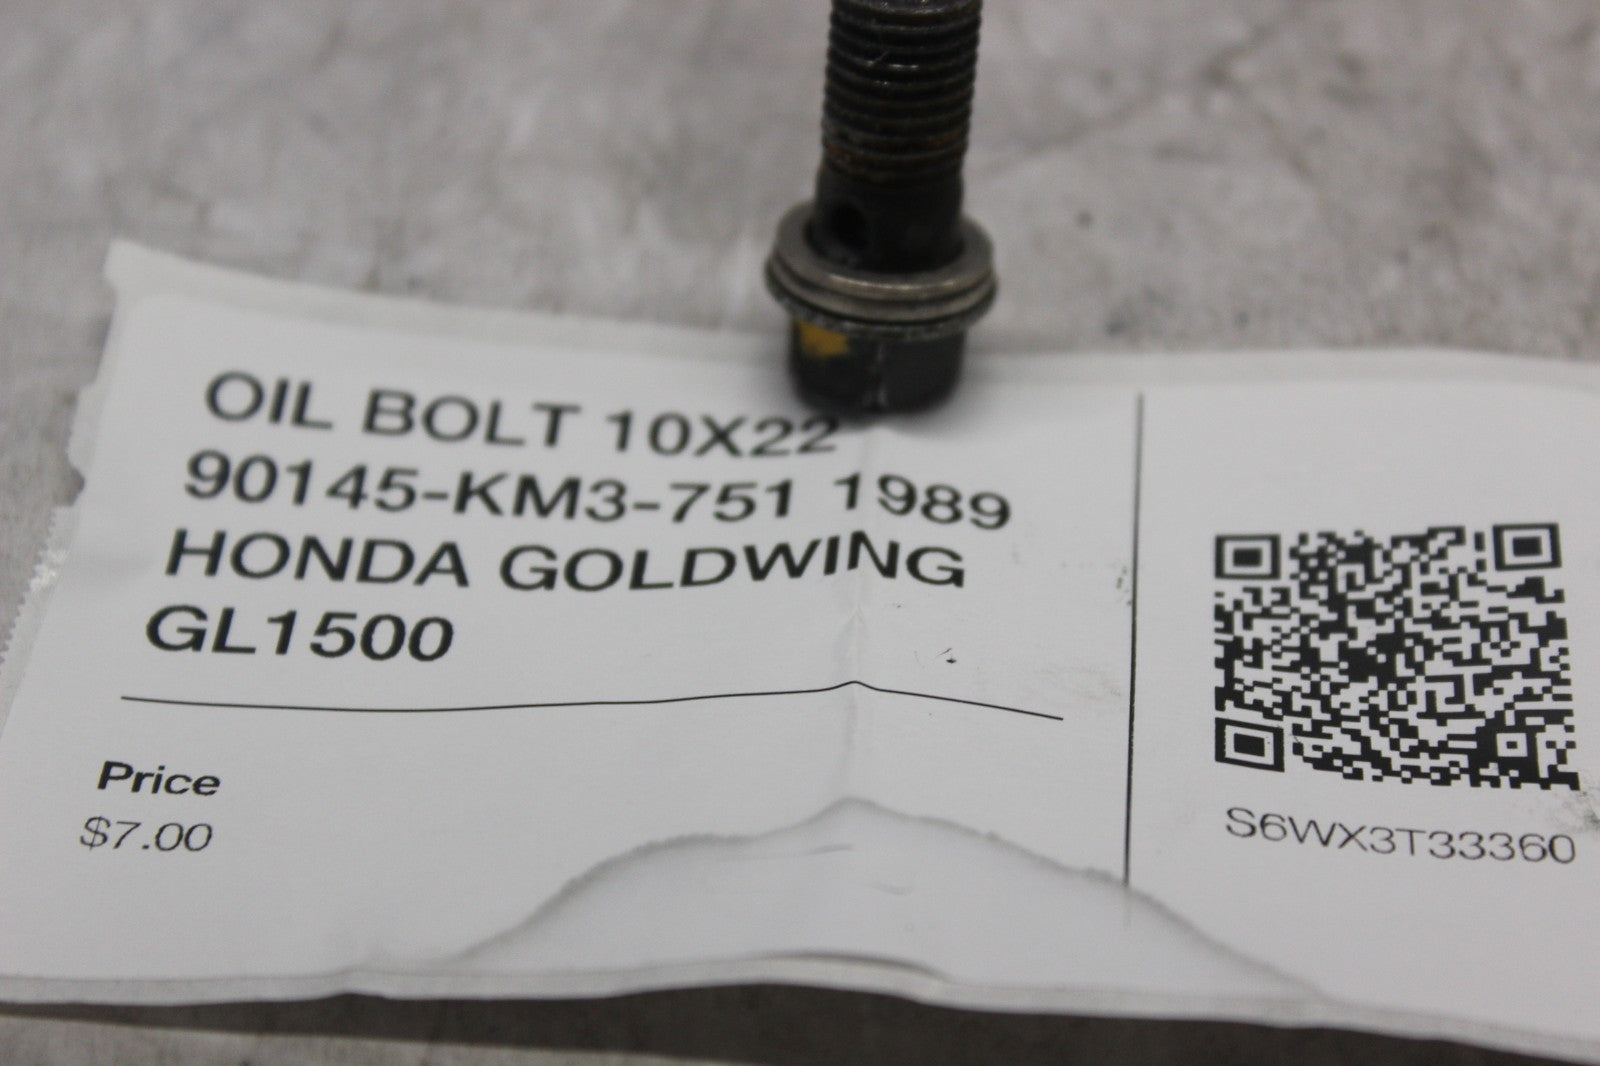 OIL BOLT 10X22
90145-KM3-751 1989
HONDA GOLDWING
GL1500
Price
$7.00
S6WX3T33360